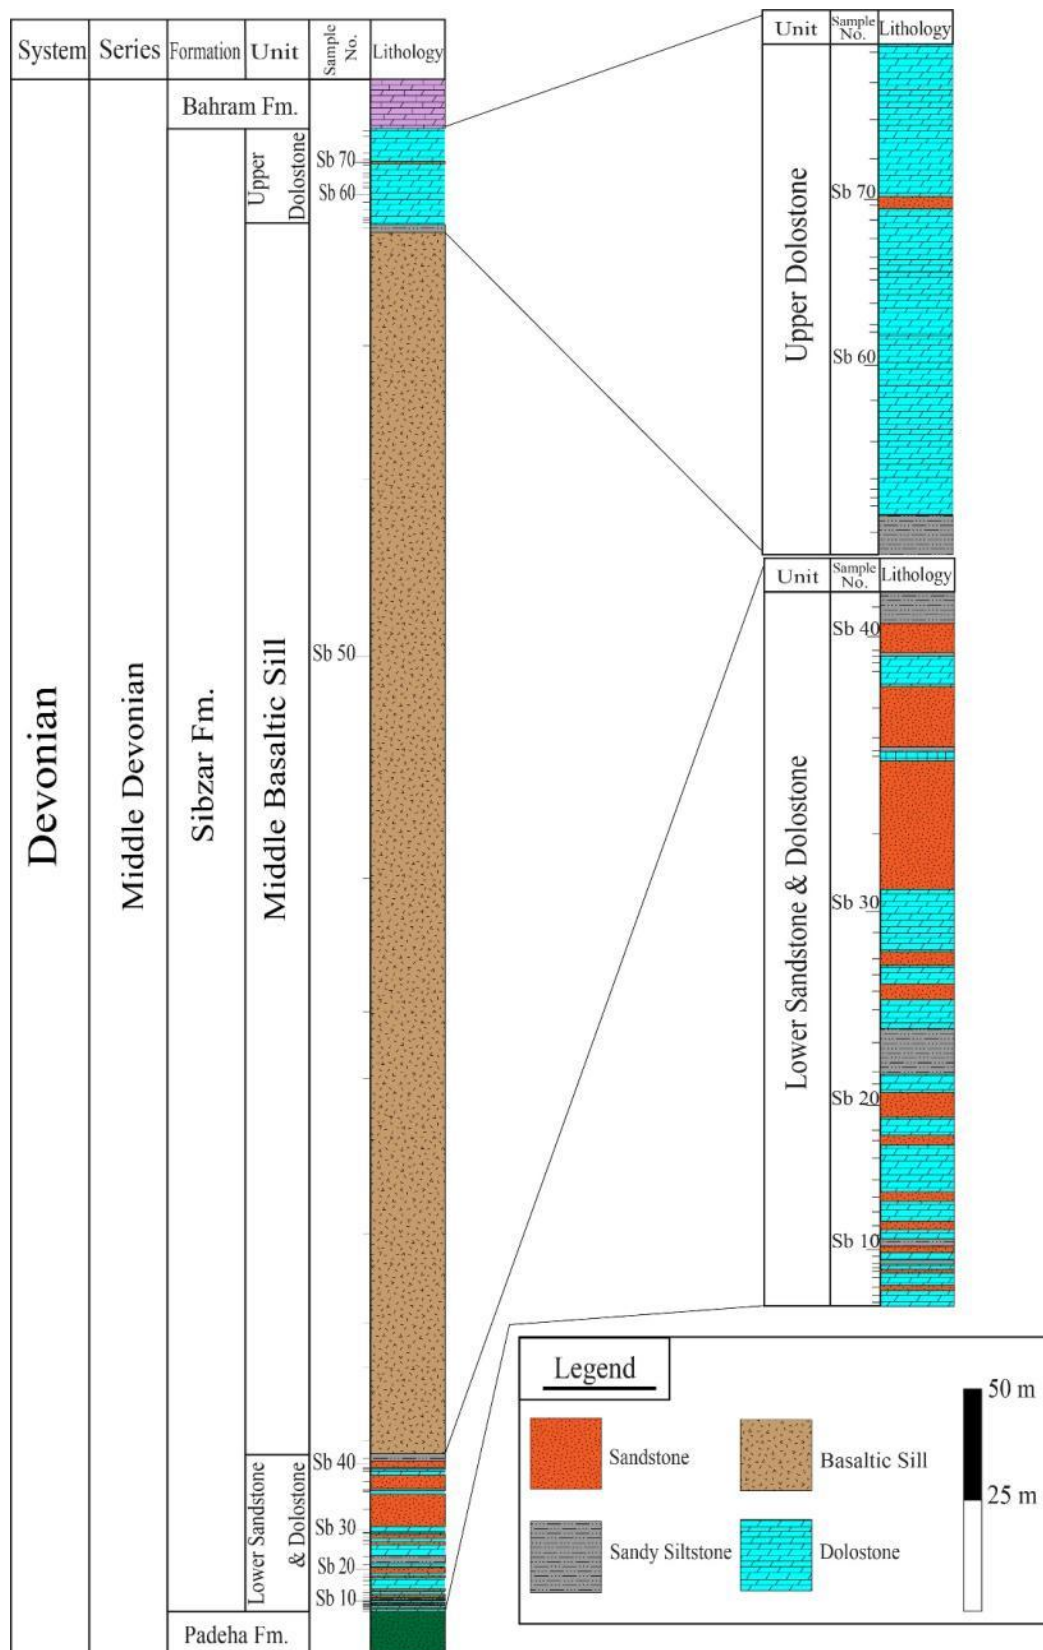 System Series Formation Unit Sample No. Lithology
Bahram Fm.
Devonian
Middle Devonian
Sibzar Fm.
Upper Dolostone
Sb 70
Sb 60
Middle Basaltic Sill
Sb 50
Lower Sandstone & Dolostone
Sb 40
Sb 30
Sb 20
Sb 10
Padeha Fm.
Unit Sample No. Lithology
Upper Dolostone
Sb 70
Sb 60
Unit Sample No. Lithology
Lower Sandstone & Dolostone
Sb 40
Sb 30
Sb 20
Sb 10
Legend
Sandstone
Basaltic Sill
Sandy Siltstone
Dolostone
50 m
25 m